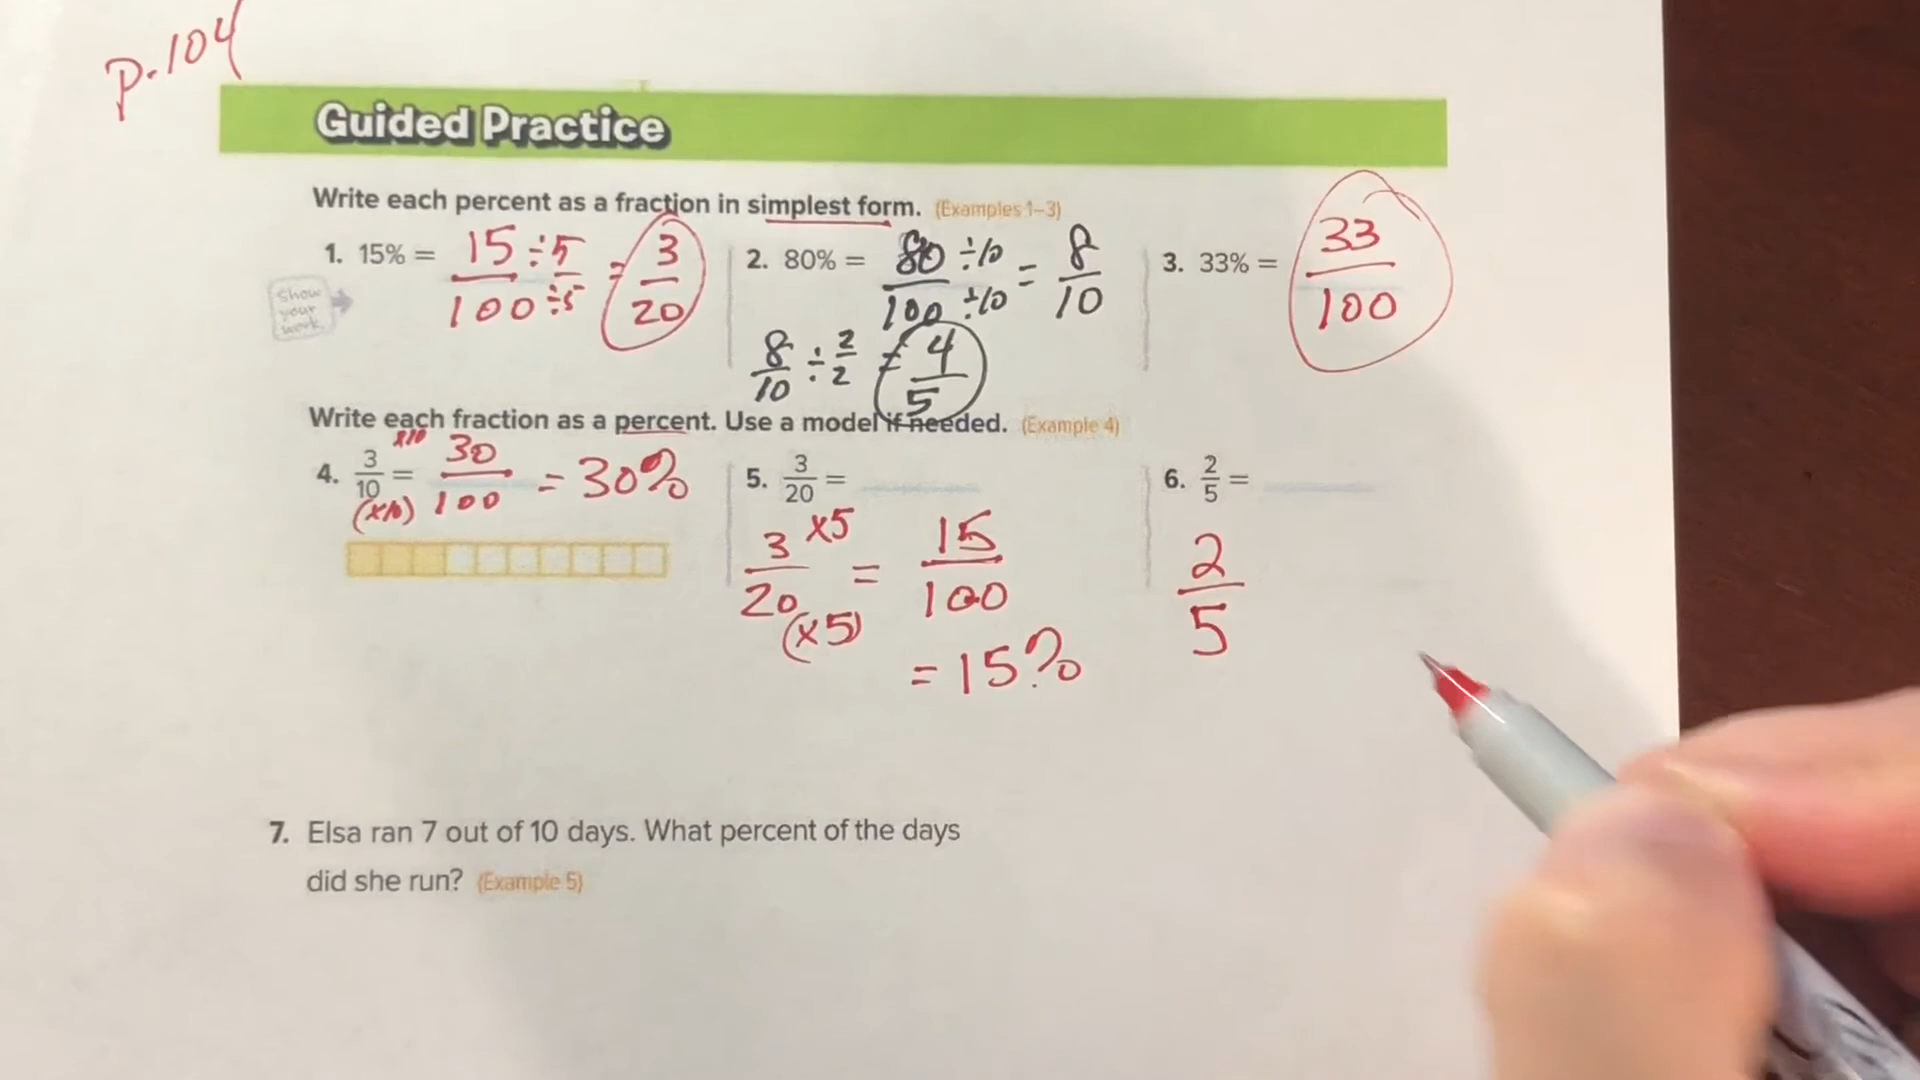 p.104
Guided Practice
Write each percent as a fraction in simplest form. (Examples 1–3)
1. 15% = 15 ÷5 / 100 ÷5 = 3/20
2. 80% = 80 ÷10 / 100 ÷10 = 8/10
8/10 ÷ 2/2 = 4/5
3. 33% = 33/100
Show
your
work.
Write each fraction as a percent. Use a model if needed. (Example 4)
4. 3/10 = x10 (x10) 30/100 = 30%
5. 3/20 =
3 x5 / 20 (x5) = 15/100
= 15%
6. 2/5 =
2/5
7. Elsa ran 7 out of 10 days. What percent of the days
did she run? (Example 5)